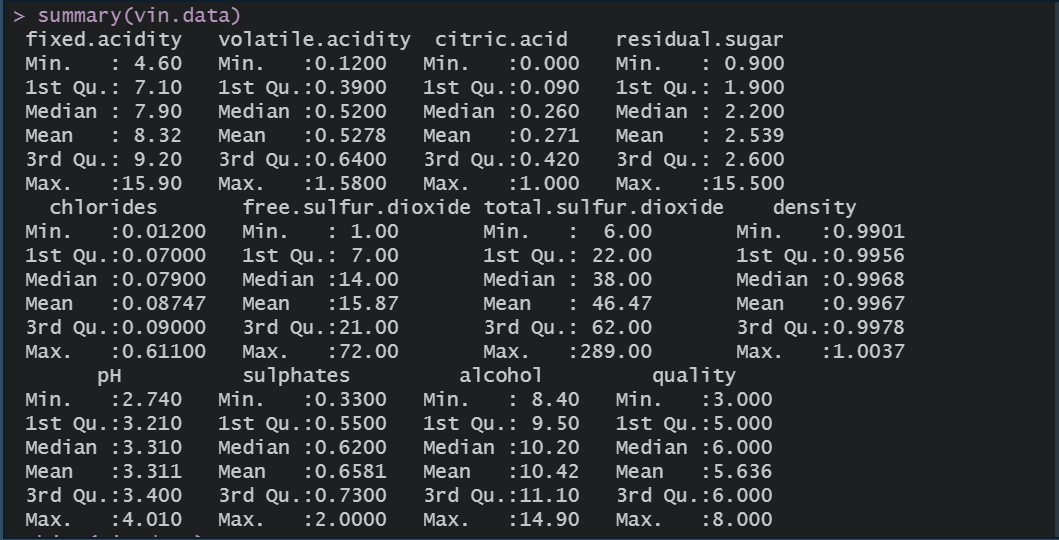 > summary(vin.data)
 fixed.acidity   volatile.acidity  citric.acid    residual.sugar
 Min.   : 4.60   Min.   :0.1200   Min.   :0.000   Min.   : 0.900
 1st Qu.: 7.10   1st Qu.:0.3900   1st Qu.:0.090   1st Qu.: 1.900
 Median : 7.90   Median :0.5200   Median :0.260   Median : 2.200
 Mean   : 8.32   Mean   :0.5278   Mean   :0.271   Mean   : 2.539
 3rd Qu.: 9.20   3rd Qu.:0.6400   3rd Qu.:0.420   3rd Qu.: 2.600
 Max.   :15.90   Max.   :1.5800   Max.   :1.000   Max.   :15.500
   chlorides       free.sulfur.dioxide total.sulfur.dioxide    density
 Min.   :0.01200   Min.   : 1.00       Min.   :  6.00       Min.   :0.9901
 1st Qu.:0.07000   1st Qu.: 7.00       1st Qu.: 22.00       1st Qu.:0.9956
 Median :0.07900   Median :14.00       Median : 38.00       Median :0.9968
 Mean   :0.08747   Mean   :15.87       Mean   : 46.47       Mean   :0.9967
 3rd Qu.:0.09000   3rd Qu.:21.00       3rd Qu.: 62.00       3rd Qu.:0.9978
 Max.   :0.61100   Max.   :72.00       Max.   :289.00       Max.   :1.0037
       pH          sulphates         alcohol         quality
 Min.   :2.740   Min.   :0.3300   Min.   : 8.40   Min.   :3.000
 1st Qu.:3.210   1st Qu.:0.5500   1st Qu.: 9.50   1st Qu.:5.000
 Median :3.310   Median :0.6200   Median :10.20   Median :6.000
 Mean   :3.311   Mean   :0.6581   Mean   :10.42   Mean   :5.636
 3rd Qu.:3.400   3rd Qu.:0.7300   3rd Qu.:11.10   3rd Qu.:6.000
 Max.   :4.010   Max.   :2.0000   Max.   :14.90   Max.   :8.000